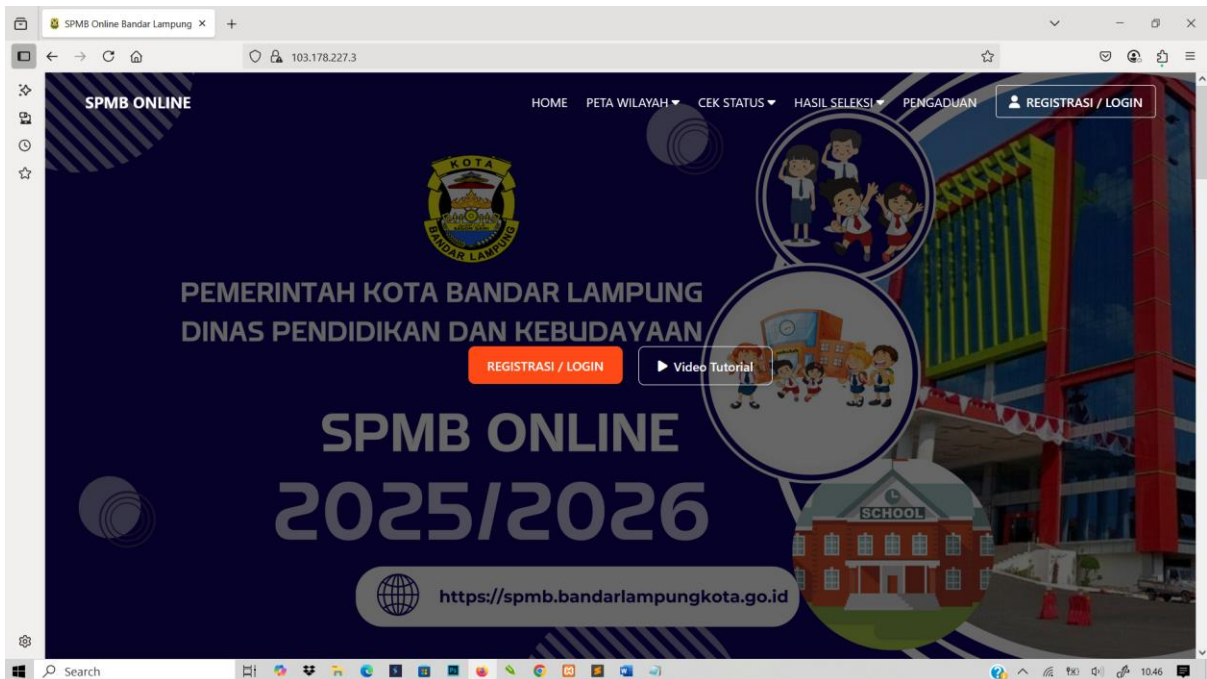 SPMB Online Bandar Lampung
103.178.227.3
SPMB ONLINE
HOME PETA WILAYAH CEK STATUS HASIL SELEKSI PENGADUAN REGISTRASI / LOGIN
KOTA
BANDAR LAMPUNG
PEMERINTAH KOTA BANDAR LAMPUNG
DINAS PENDIDIKAN DAN KEBUDAYAAN
REGISTRASI / LOGIN Video Tutorial
SPMB ONLINE
2025/2026
SCHOOL
https://spmb.bandarlampungkota.go.id
Search
10.46